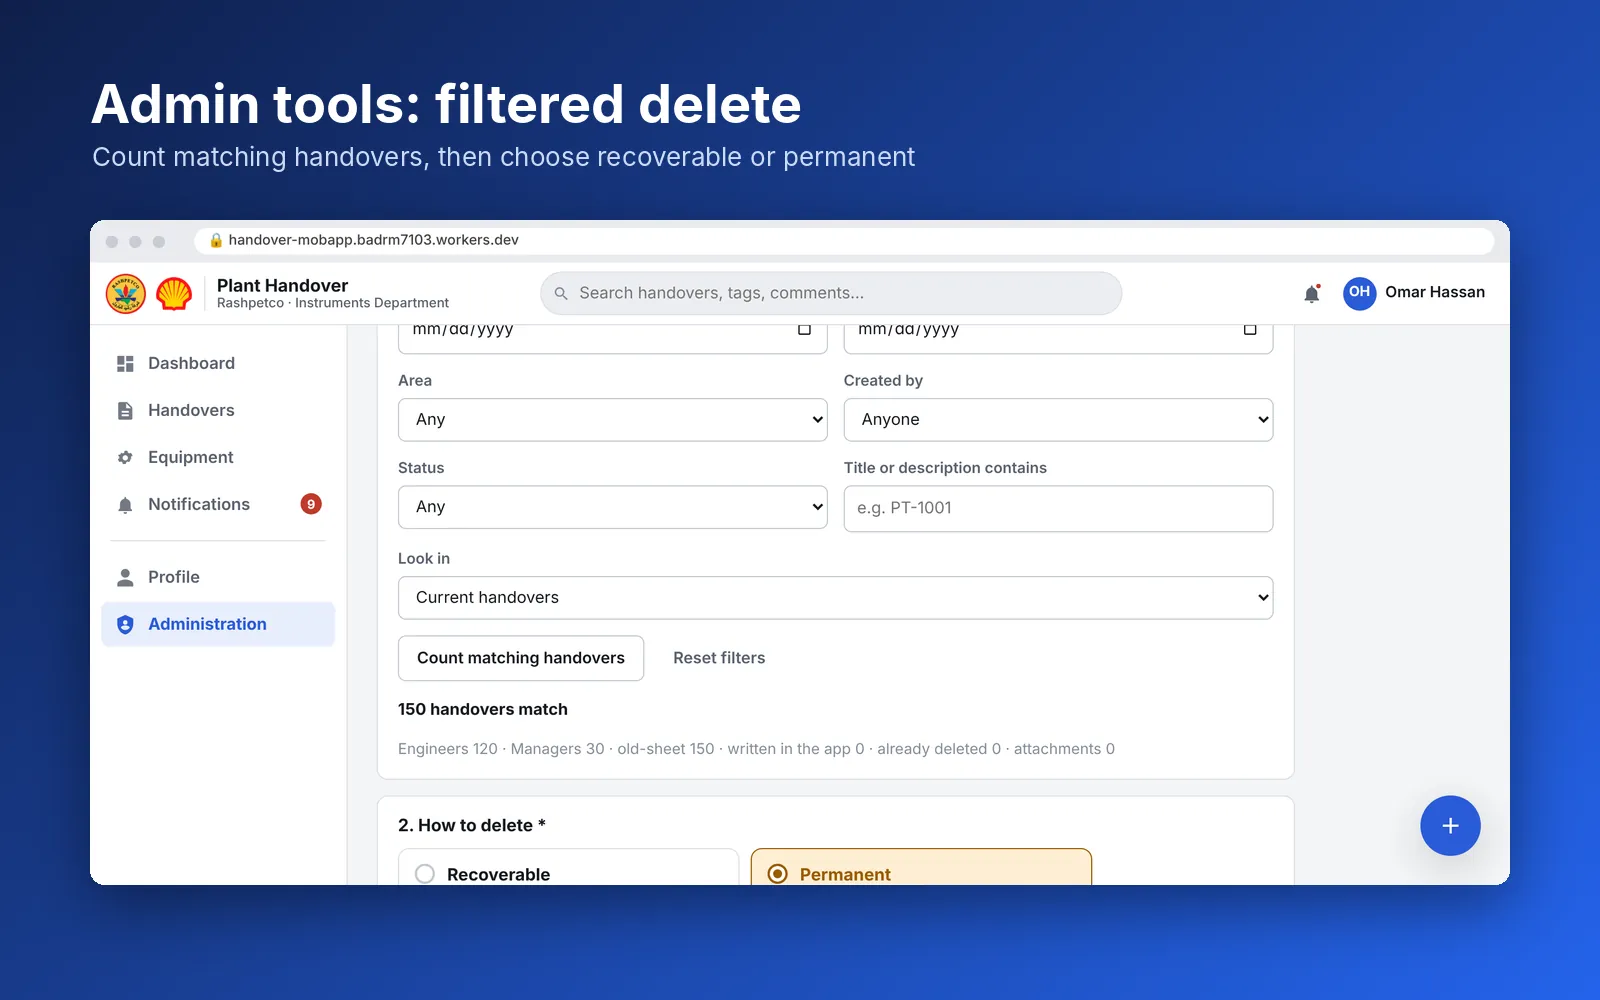 Admin tools: filtered delete
Count matching handovers, then choose recoverable or permanent
handover-mobapp.badrm7103.workers.dev
Plant Handover
Rashpetco · Instruments Department
Search handovers, tags, comments...
OH
Omar Hassan
Dashboard
Handovers
Equipment
Notifications
9
Profile
Administration
mm/dd/yyyy
mm/dd/yyyy
Area
Created by
Any
Anyone
Status
Title or description contains
Any
e.g. PT-1001
Look in
Current handovers
Count matching handovers
Reset filters
150 handovers match
Engineers 120 · Managers 30 · old-sheet 150 · written in the app 0 · already deleted 0 · attachments 0
2. How to delete *
Recoverable
Permanent
+